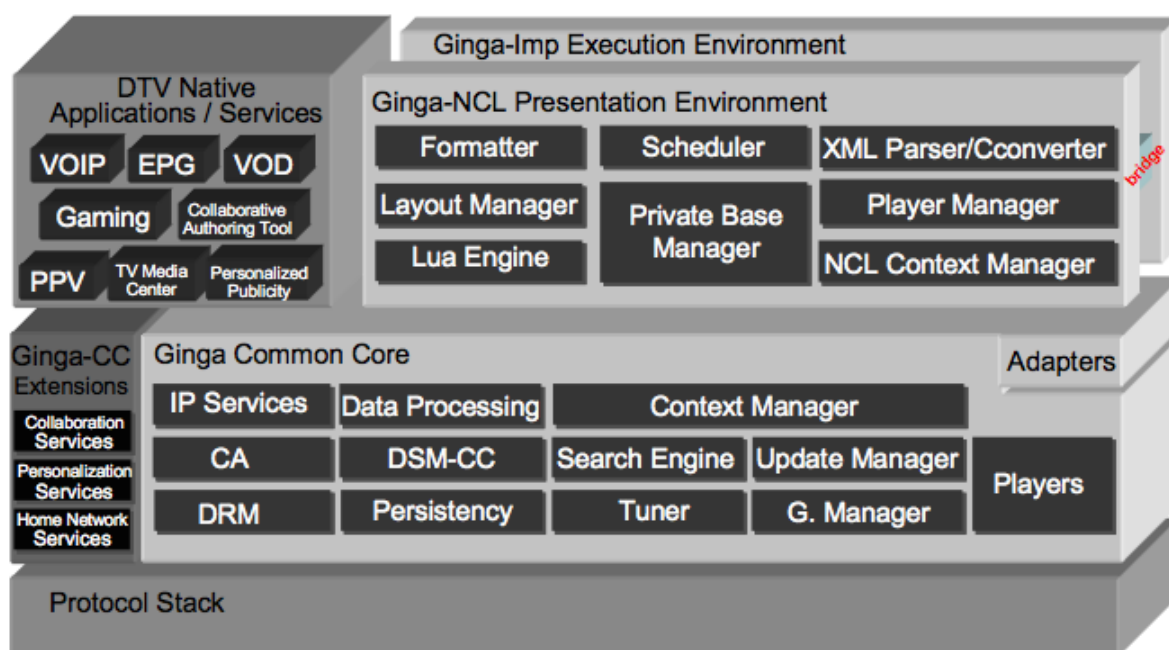 Ginga-Imp Execution Environment
DTV Native
Applications / Services
VOIP
EPG
VOD
Gaming
Collaborative
Authoring Tool
PPV
TV Media
Center
Personalized
Publicity
Ginga-NCL Presentation Environment
Formatter
Scheduler
XML Parser/Cconverter
Layout Manager
Private Base
Manager
Player Manager
Lua Engine
NCL Context Manager
bridge
Ginga-CC
Extensions
Collaboration
Services
Personalization
Services
Home Network
Services
Ginga Common Core
Adapters
IP Services
Data Processing
Context Manager
CA
DSM-CC
Search Engine
Update Manager
Players
DRM
Persistency
Tuner
G. Manager
Protocol Stack